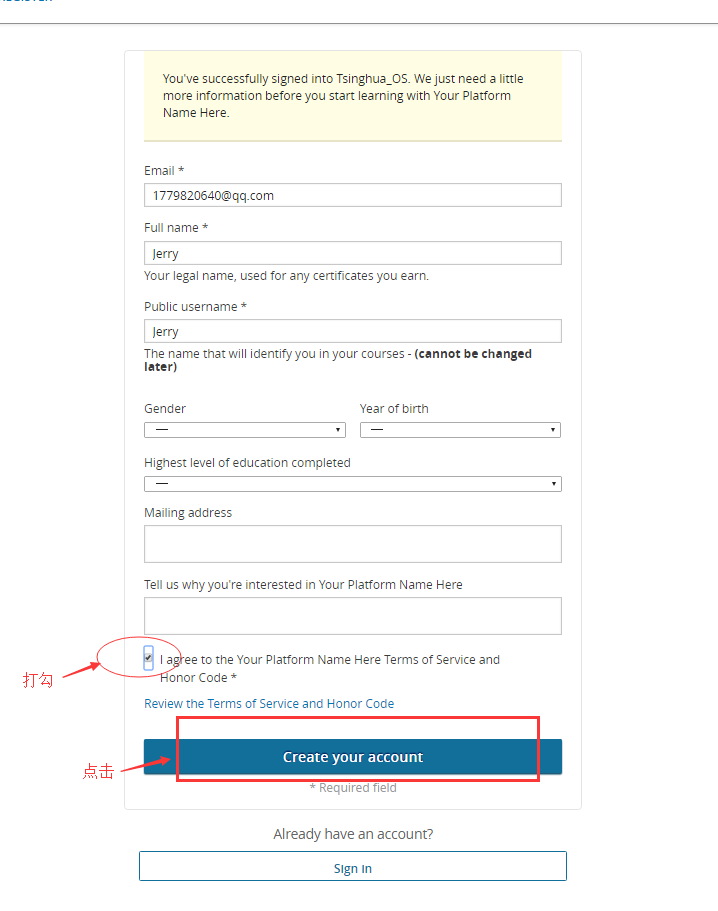 You've successfully signed into Tsinghua_OS. We just need a little
more information before you start learning with Your Platform
Name Here.
Email *
1779820640@qq.com
Full name *
Jerry
Your legal name, used for any certificates you earn.
Public username *
Jerry
The name that will identify you in your courses - (cannot be changed
later)
Gender Year of birth
— —
Highest level of education completed
—
Mailing address
Tell us why you're interested in Your Platform Name Here
I agree to the Your Platform Name Here Terms of Service and
Honor Code *
打勾
Review the Terms of Service and Honor Code
Create your account
点击
* Required field
Already have an account?
Sign in